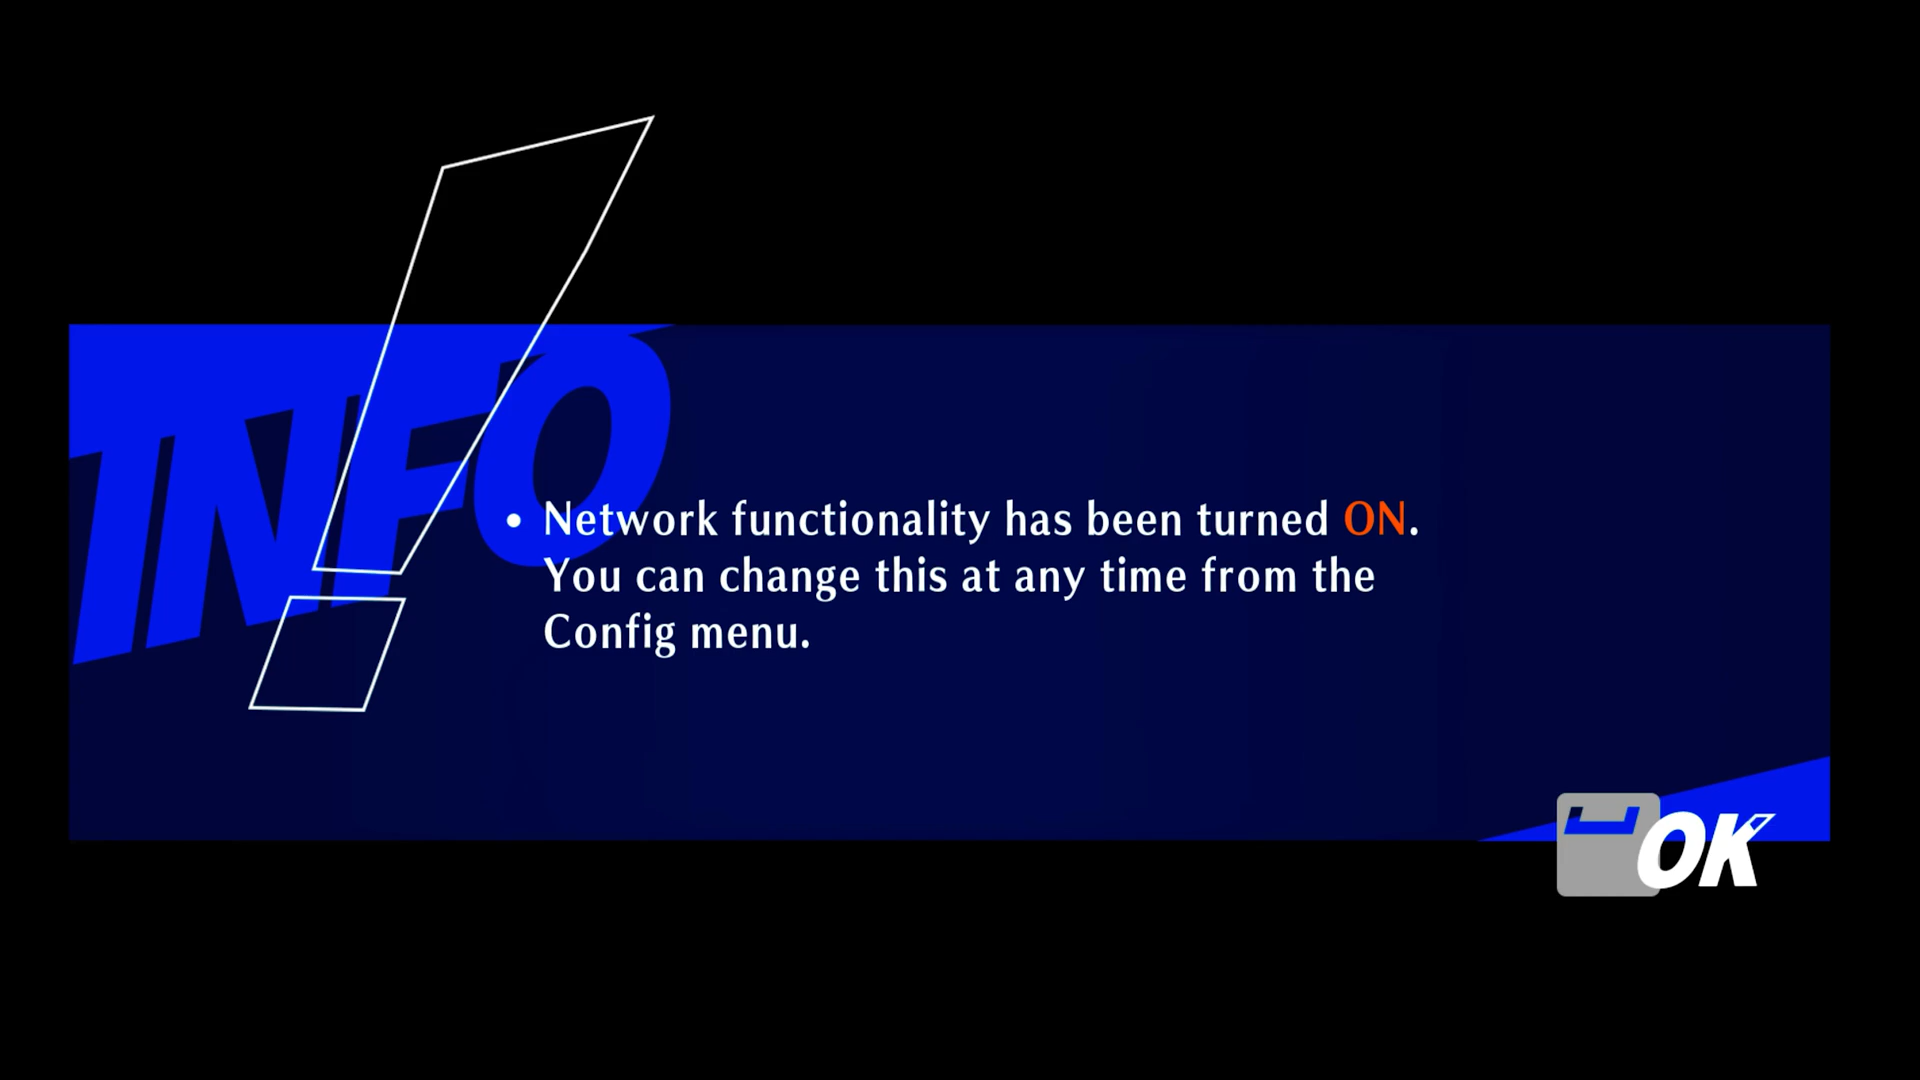 INFO
• Network functionality has been turned ON.
You can change this at any time from the
Config menu.
OK